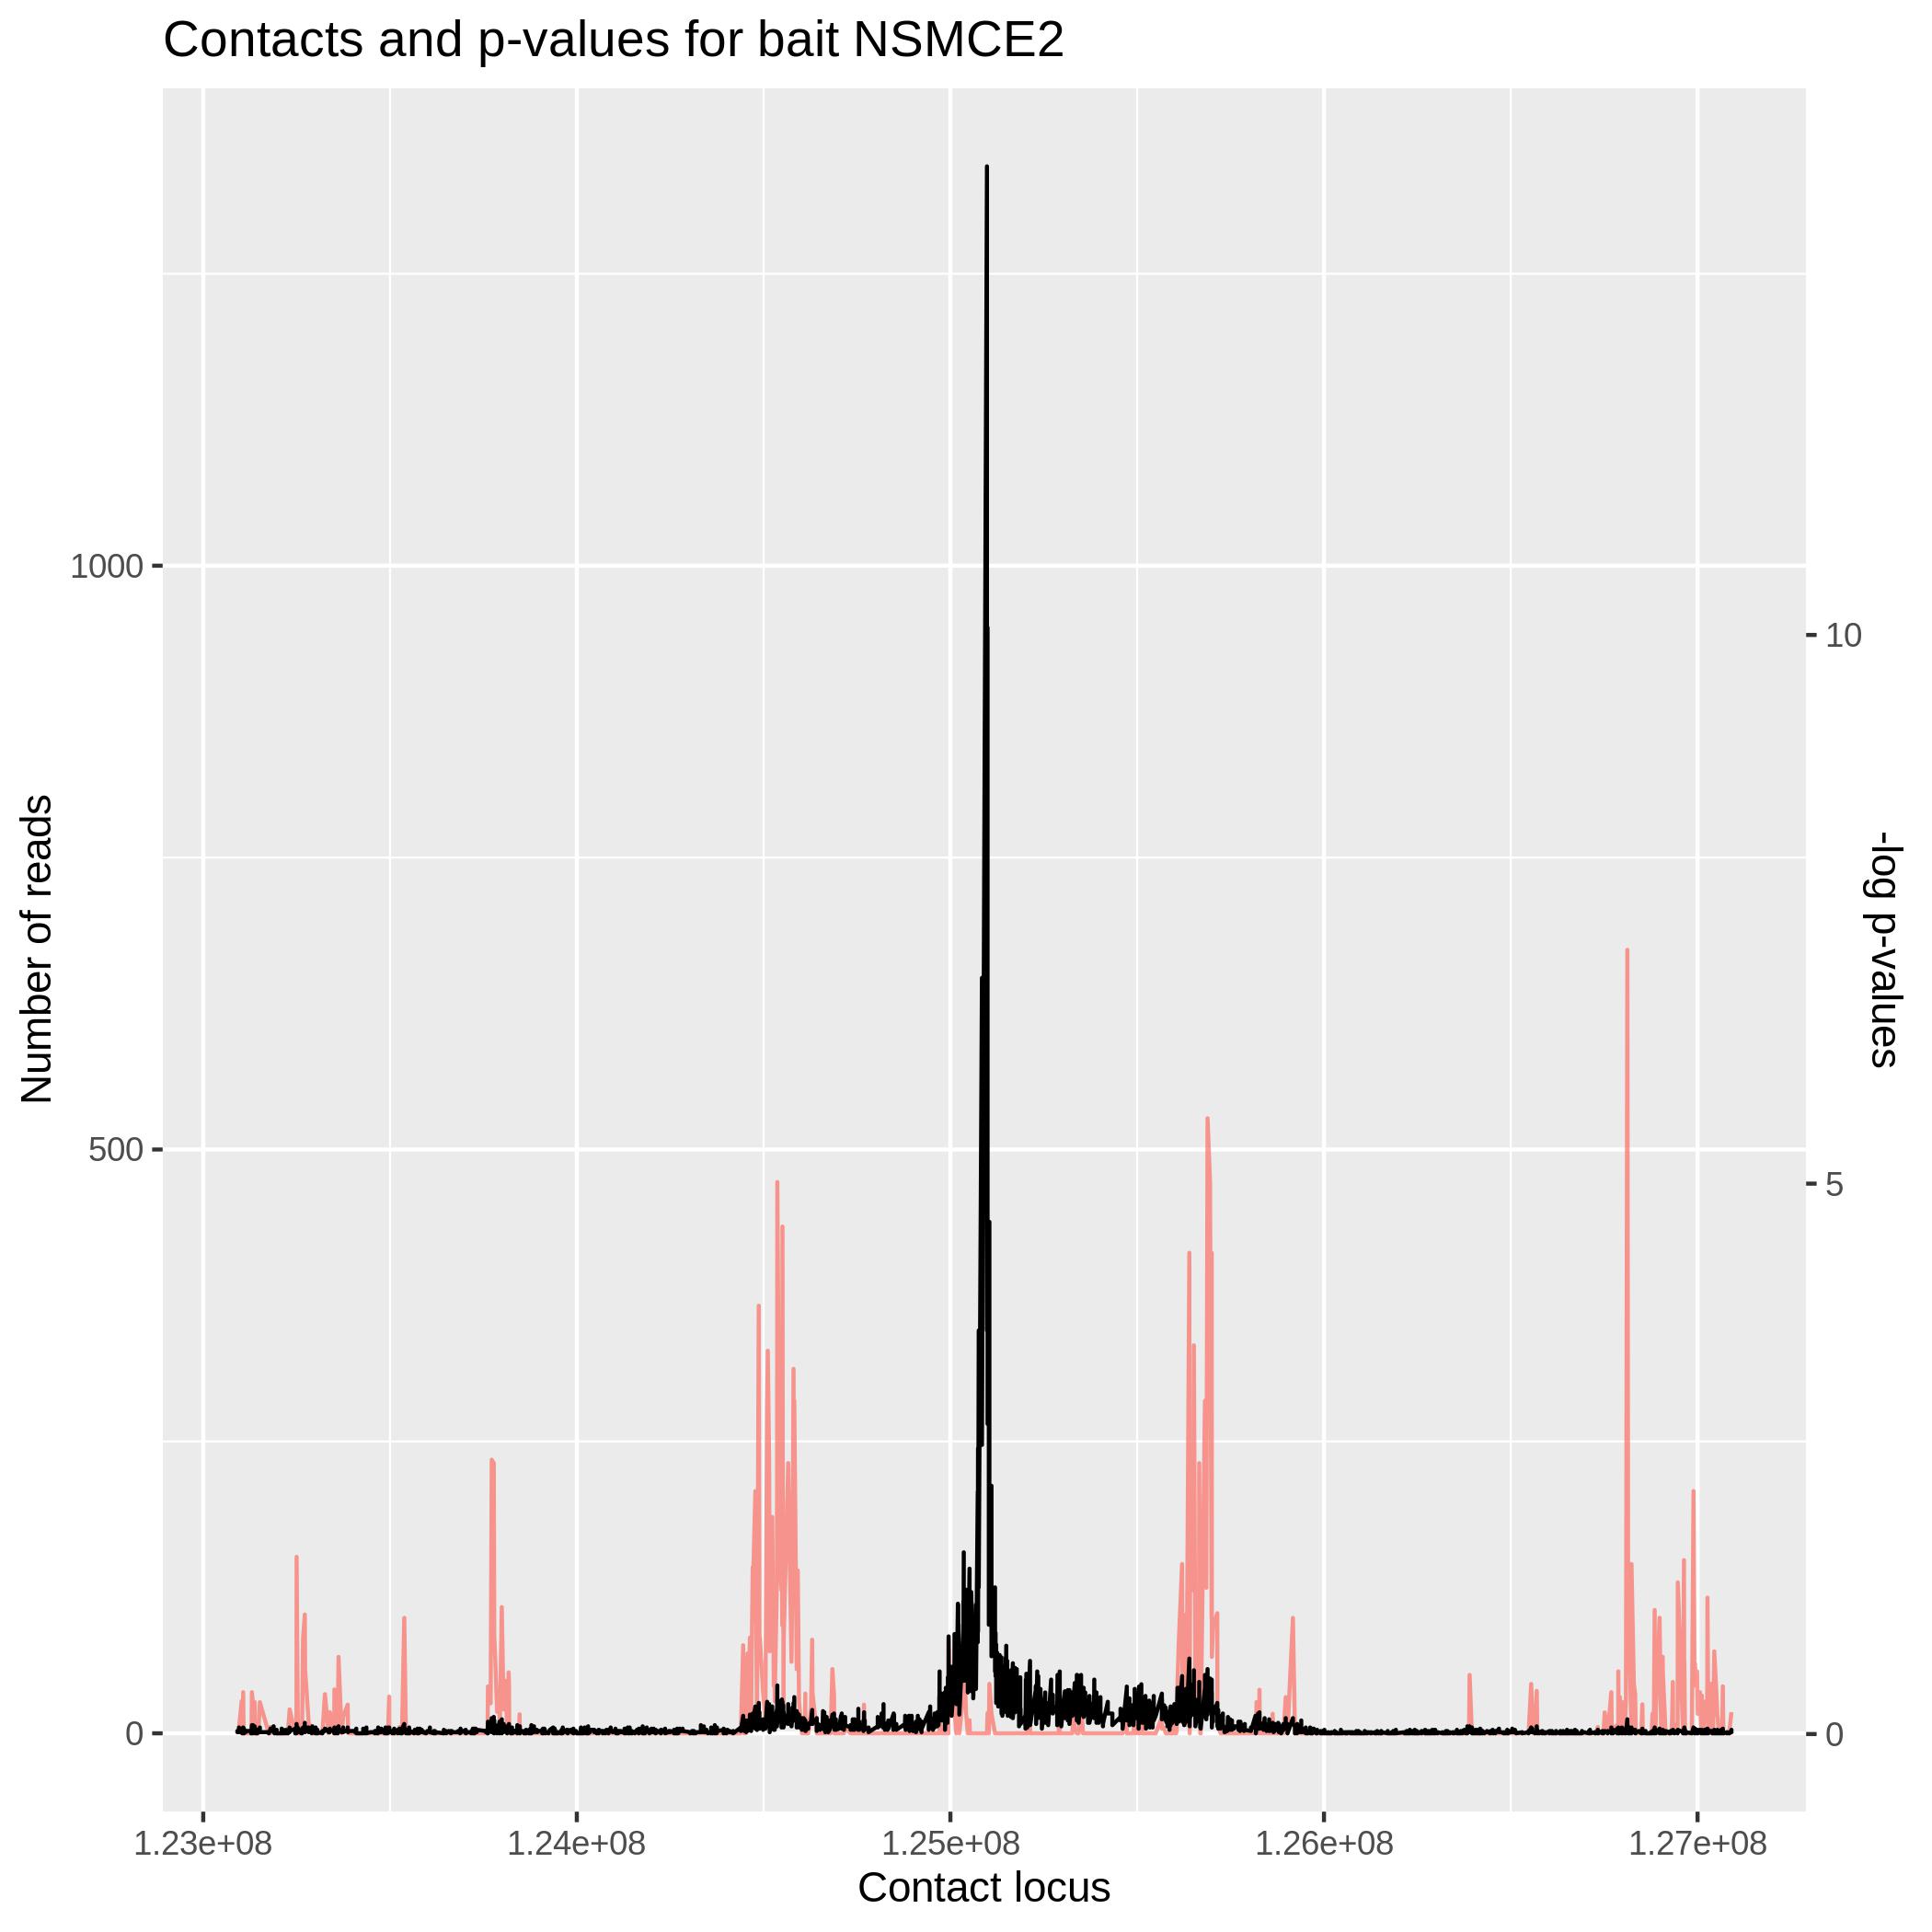 Contacts and p-values for bait NSMCE2
Number of reads
1000
500
0
10
5
0
-log p-values
1.23e+08 1.24e+08 1.25e+08 1.26e+08 1.27e+08
Contact locus